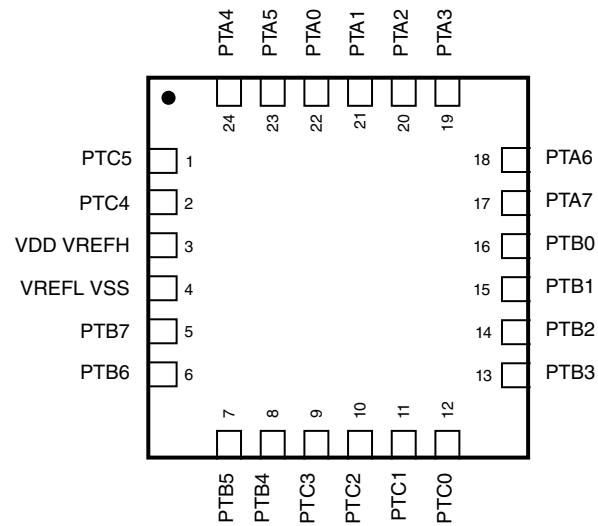 PTA4 PTA5 PTA0 PTA1 PTA2 PTA3
24 23 22 21 20 19
PTC5 1 18 PTA6
PTC4 2 17 PTA7
VDD VREFH 3 16 PTB0
VREFL VSS 4 15 PTB1
PTB7 5 14 PTB2
PTB6 6 13 PTB3
7 8 9 10 11 12
PTB5 PTB4 PTC3 PTC2 PTC1 PTC0